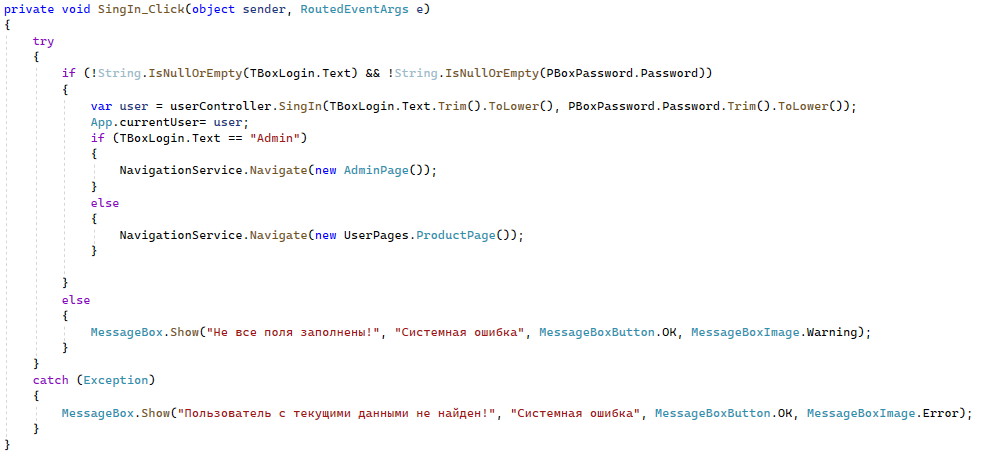 private void SingIn_Click(object sender, RoutedEventArgs e)
{
    try
    {
        if (!String.IsNullOrEmpty(TBoxLogin.Text) && !String.IsNullOrEmpty(PBoxPassword.Password))
        {
            var user = userController.SingIn(TBoxLogin.Text.Trim().ToLower(), PBoxPassword.Password.Trim().ToLower());
            App.currentUser= user;
            if (TBoxLogin.Text == "Admin")
            {
                NavigationService.Navigate(new AdminPage());
            }
            else
            {
                NavigationService.Navigate(new UserPages.ProductPage());
            }

        }
        else
        {
            MessageBox.Show("Не все поля заполнены!", "Системная ошибка", MessageBoxButton.OK, MessageBoxImage.Warning);
        }
    }
    catch (Exception)
    {
        MessageBox.Show("Пользователь с текущими данными не найден!", "Системная ошибка", MessageBoxButton.OK, MessageBoxImage.Error);
    }
}